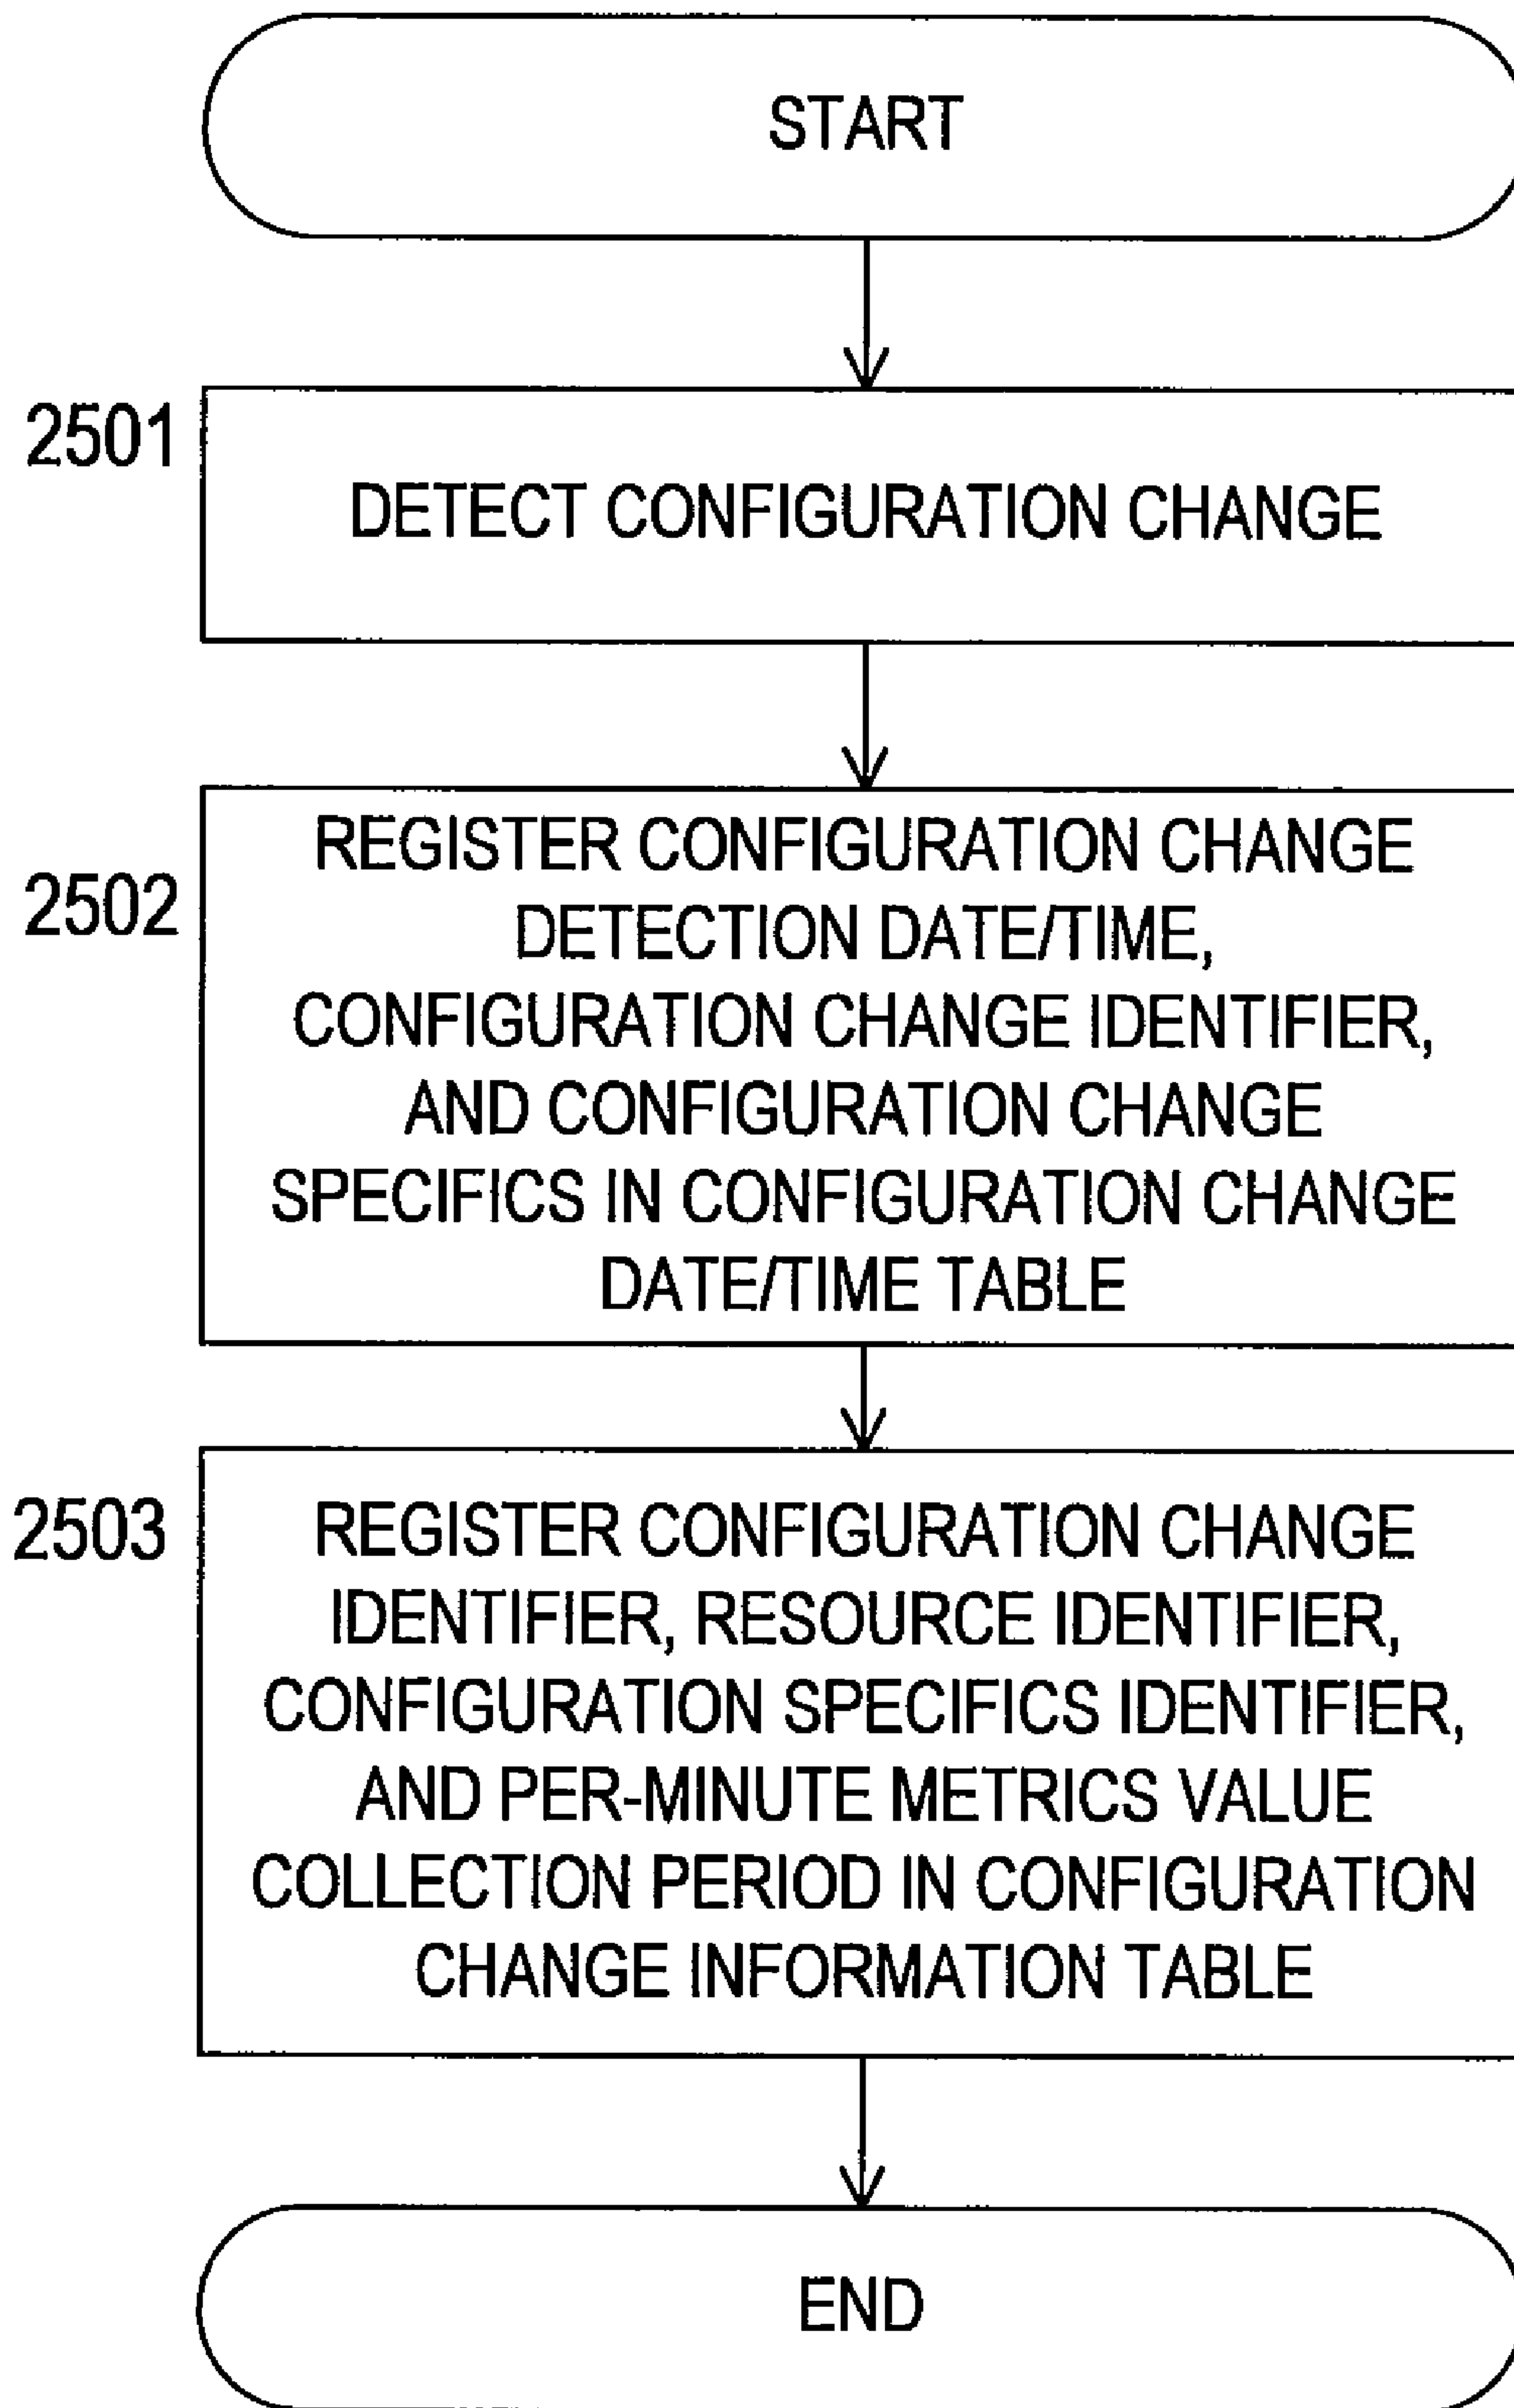 START
2501
DETECT CONFIGURATION CHANGE
2502
REGISTER CONFIGURATION CHANGE
DETECTION DATE/TIME,
CONFIGURATION CHANGE IDENTIFIER,
AND CONFIGURATION CHANGE
SPECIFICS IN CONFIGURATION CHANGE
DATE/TIME TABLE
2503
REGISTER CONFIGURATION CHANGE
IDENTIFIER, RESOURCE IDENTIFIER,
CONFIGURATION SPECIFICS IDENTIFIER,
AND PER-MINUTE METRICS VALUE
COLLECTION PERIOD IN CONFIGURATION
CHANGE INFORMATION TABLE
END